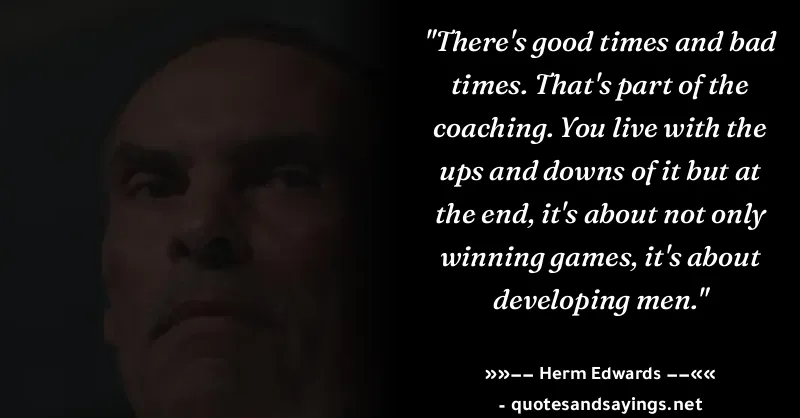 "There's good times and bad
times. That's part of the
coaching. You live with the
ups and downs of it but at
the end, it's about not only
winning games, it's about
developing men."
»»–– Herm Edwards ––««
- quotesandsayings.net